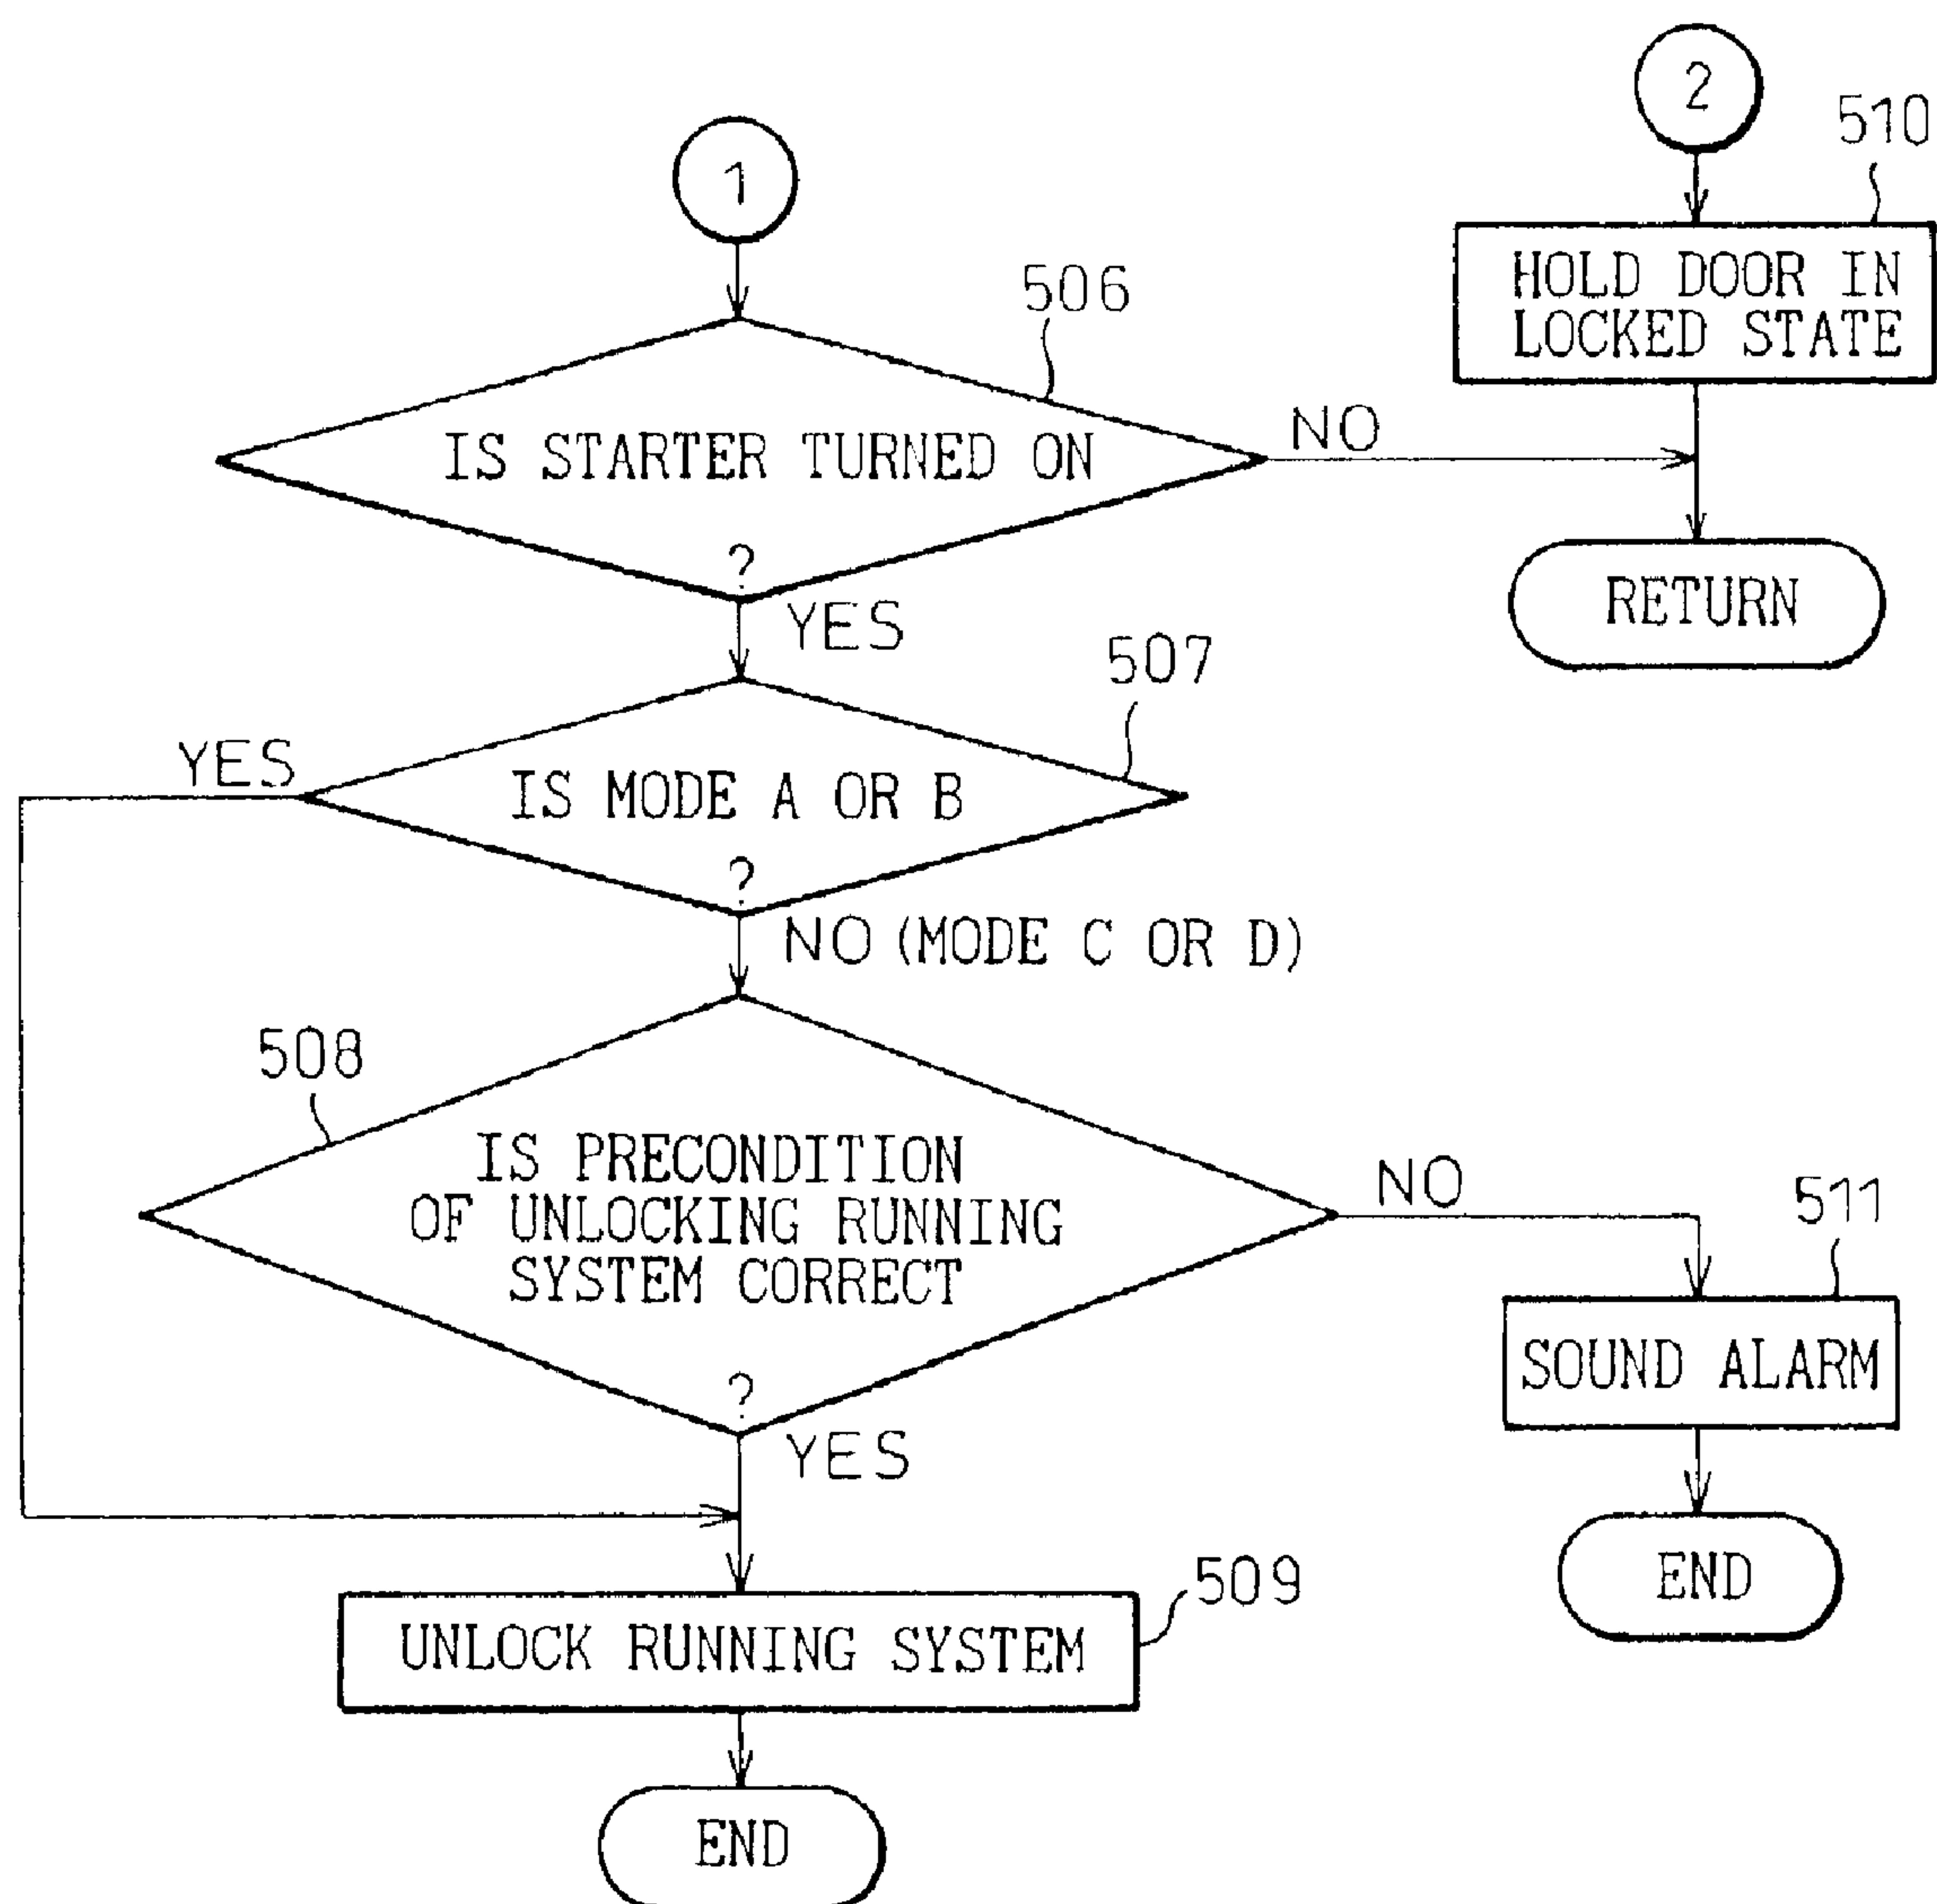 2
510
1
HOLD DOOR IN
LOCKED STATE
506
NO
IS STARTER TURNED ON
?
YES
RETURN
507
YES
IS MODE A OR B
?
NO (MODE C OR D)
508
IS PRECONDITION
OF UNLOCKING RUNNING
SYSTEM CORRECT
?
NO
511
SOUND ALARM
YES
END
509
UNLOCK RUNNING SYSTEM
END